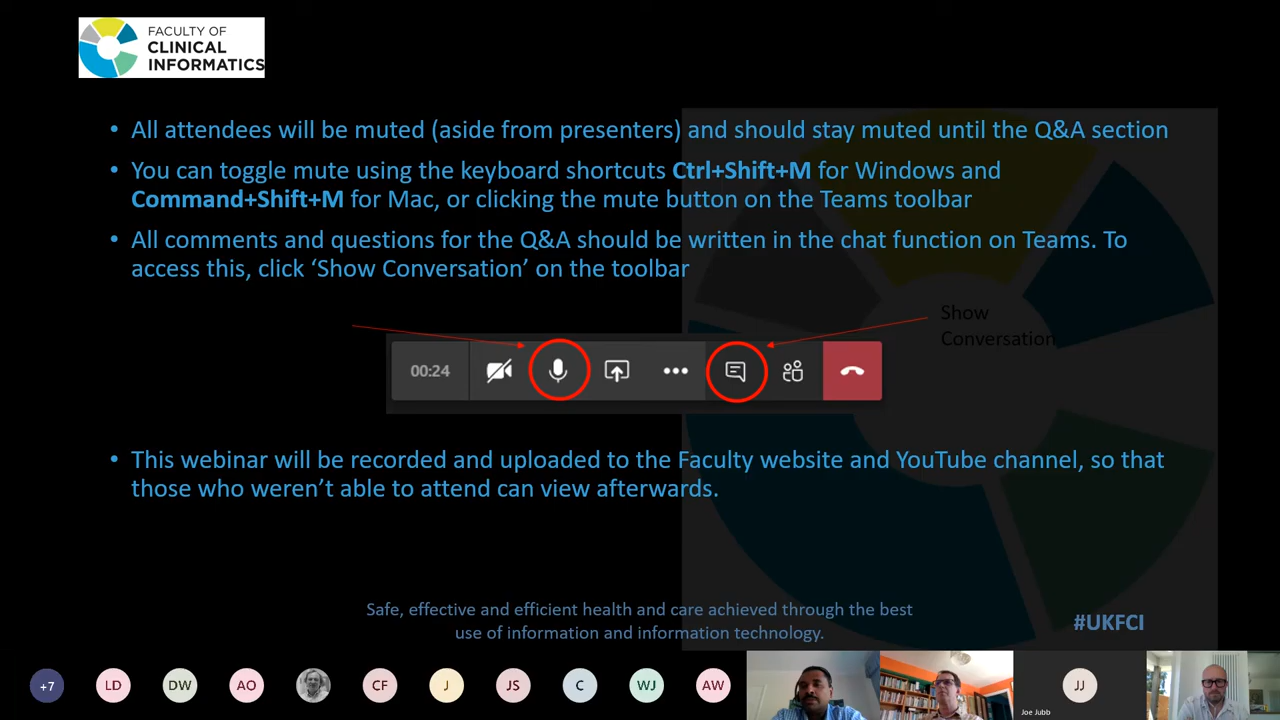 FACULTY OF
CLINICAL
INFORMATICS
• All attendees will be muted (aside from presenters) and should stay muted until the Q&A section
• You can toggle mute using the keyboard shortcuts Ctrl+Shift+M for Windows and
Command+Shift+M for Mac, or clicking the mute button on the Teams toolbar
• All comments and questions for the Q&A should be written in the chat function on Teams. To
access this, click ‘Show Conversation’ on the toolbar
Show
Conversation
00:24
• This webinar will be recorded and uploaded to the Faculty website and YouTube channel, so that
those who weren’t able to attend can view afterwards.
Safe, effective and efficient health and care achieved through the best
use of information and information technology.
#UKFCI
+7 LD DW AO CF J JS C WJ AW JJ
Joe Jubb